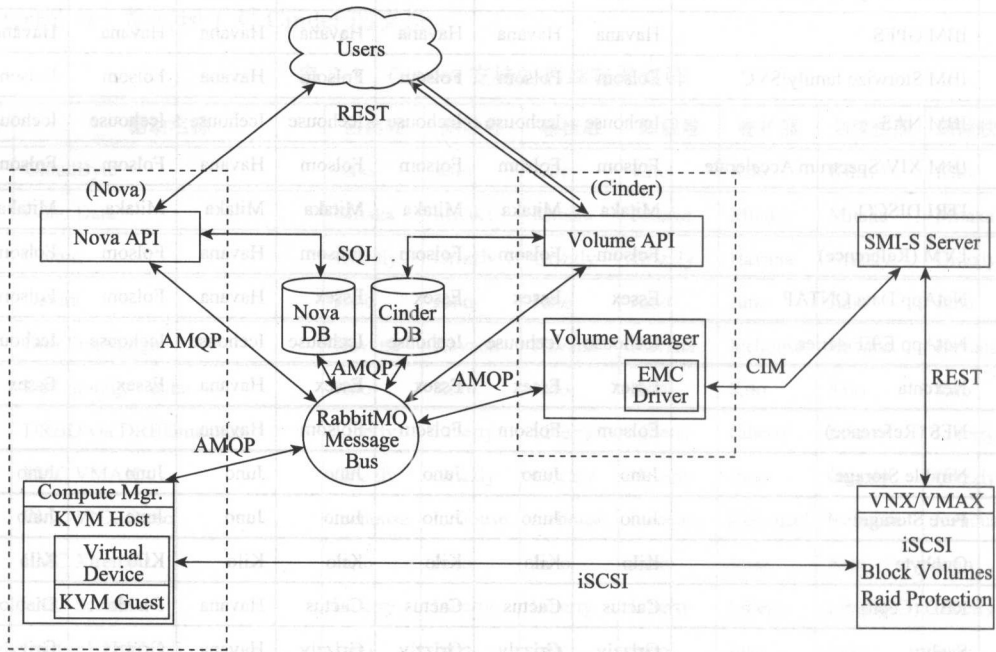 Users
REST
(Nova)
(Cinder)
Nova API
SQL
Volume API
SMI-S Server
Nova
DB
Cinder
DB
AMQP
AMQP
AMQP
Volume Manager
EMC
Driver
CIM
REST
RabbitMQ
Message
Bus
AMQP
Compute Mgr.
KVM Host
Virtual
Device
KVM Guest
iSCSI
VNX/VMAX
iSCSI
Block Volumes
Raid Protection